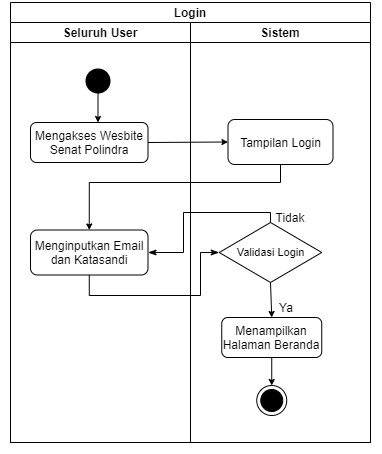 Login
Seluruh User
Sistem
Mengakses Wesbite
Senat Polindra
Tampilan Login
Menginputkan Email
dan Katasandi
Tidak
Validasi Login
Ya
Menampilkan
Halaman Beranda